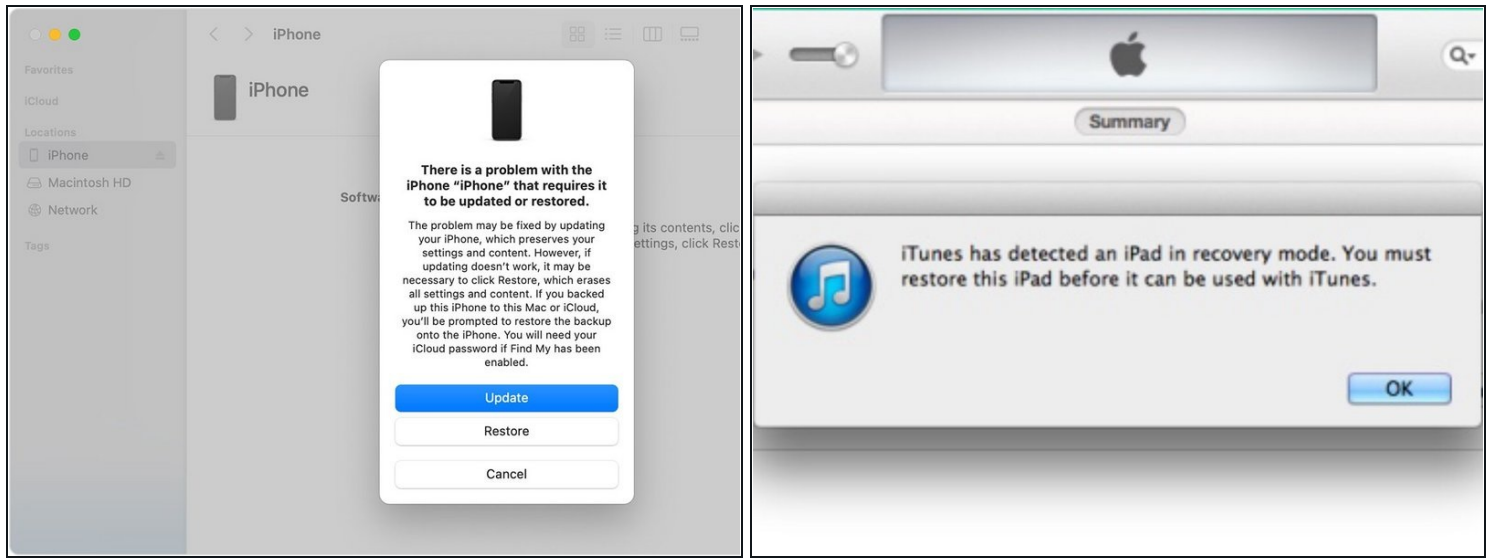 iPhone
Favorites
iCloud
Locations
iPhone
Macintosh HD
Network
Tags
iPhone
Softwa
g its contents, clic
ettings, click Rest
There is a problem with the
iPhone “iPhone” that requires it
to be updated or restored.
The problem may be fixed by updating
your iPhone, which preserves your
settings and content. However, if
updating doesn't work, it may be
necessary to click Restore, which erases
all settings and content. If you backed
up this iPhone to this Mac or iCloud,
you'll be prompted to restore the backup
onto the iPhone. You will need your
iCloud password if Find My has been
enabled.
Update
Restore
Cancel
Summary
iTunes has detected an iPad in recovery mode. You must
restore this iPad before it can be used with iTunes.
OK